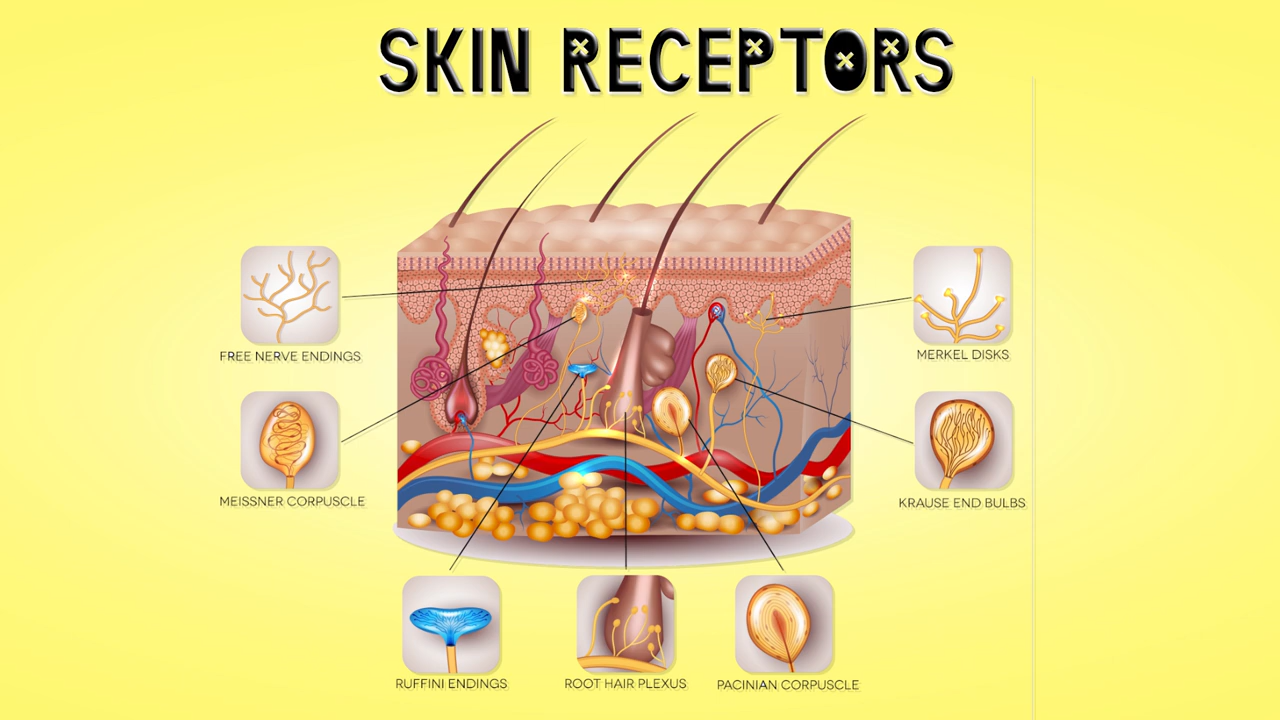 SKIN RECEPTORS
FREE NERVE ENDINGS
MERKEL DISKS
MEISSNER CORPUSCLE
KRAUSE END BULBS
RUFFINI ENDINGS
ROOT HAIR PLEXUS
PACINIAN CORPUSCLE